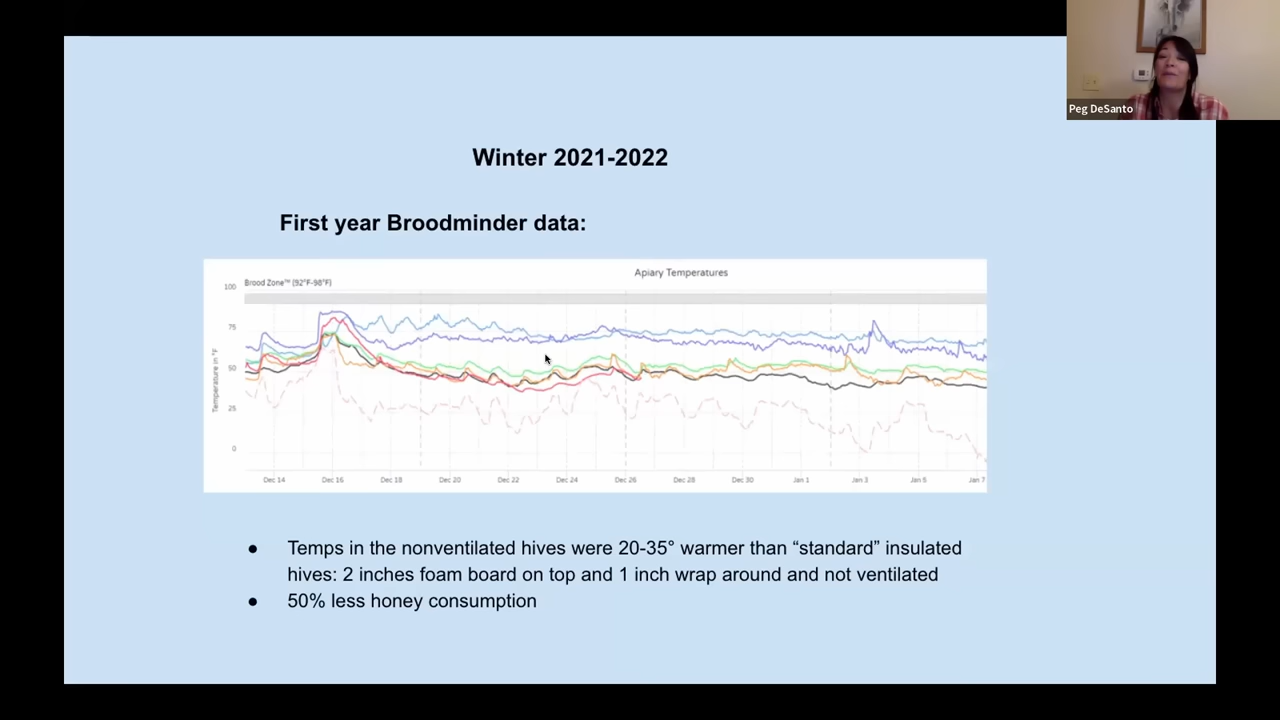 Peg DeSanto
Winter 2021-2022
First year Broodminder data:
Apiary Temperatures
Brood Zone™ (92°F-98°F)
100
75
50
25
0
Temperature in °F
Dec 14 Dec 16 Dec 18 Dec 20 Dec 22 Dec 24 Dec 26 Dec 28 Dec 30 Jan 1 Jan 3 Jan 5 Jan 7
● Temps in the nonventilated hives were 20-35° warmer than “standard” insulated
hives: 2 inches foam board on top and 1 inch wrap around and not ventilated
● 50% less honey consumption